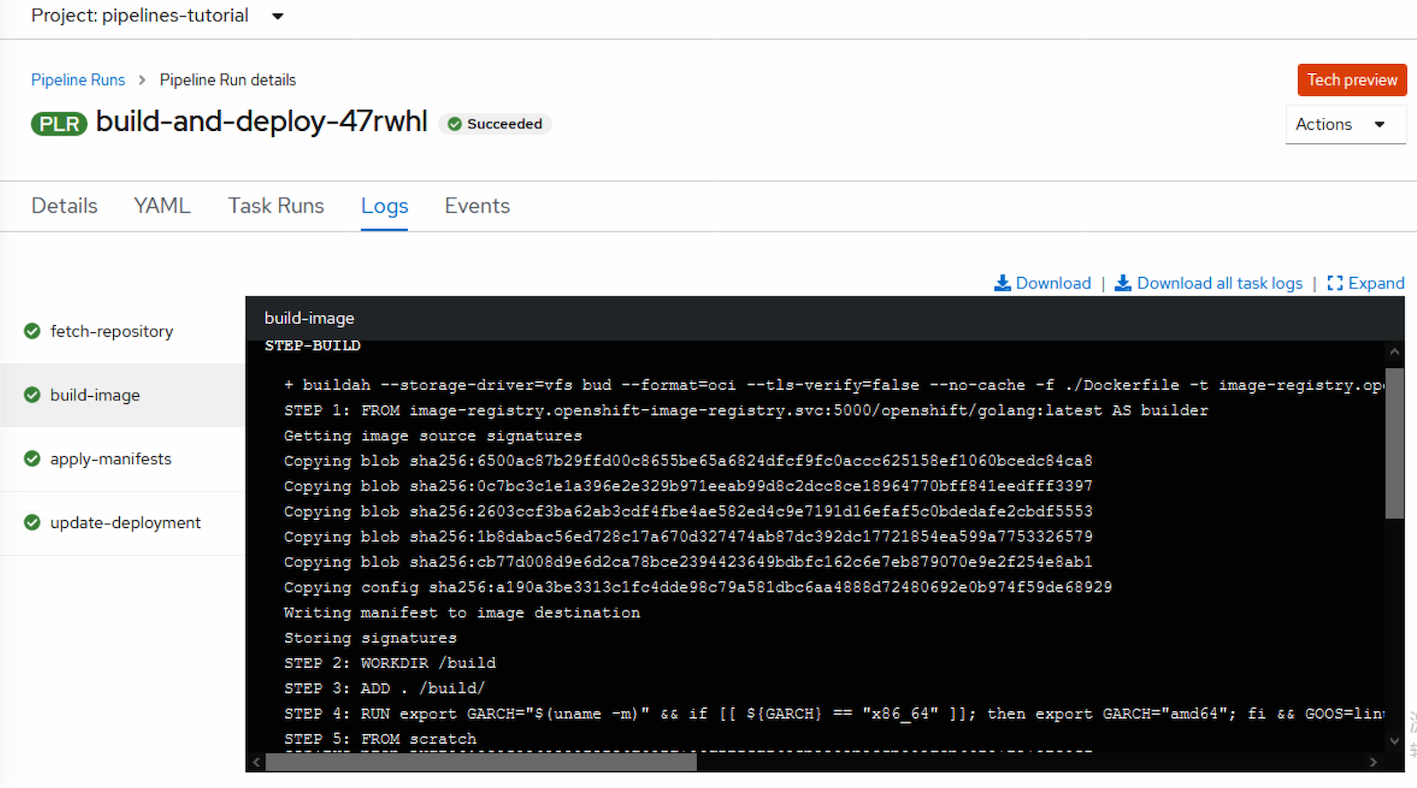 Project: pipelines-tutorial
Pipeline Runs > Pipeline Run details
Tech preview
PLR build-and-deploy-47rwhl Succeeded
Actions
Details YAML Task Runs Logs Events
Download | Download all task logs | Expand
fetch-repository
build-image
apply-manifests
update-deployment
build-image
STEP-BUILD
+ buildah --storage-driver=vfs bud --format=oci --tls-verify=false --no-cache -f ./Dockerfile -t image-registry.op
STEP 1: FROM image-registry.openshift-image-registry.svc:5000/openshift/golang:latest AS builder
Getting image source signatures
Copying blob sha256:6500ac87b29ffd00c8655be65a6824dfcf9fc0accc625158ef1060bcedc84ca8
Copying blob sha256:0c7bc3c1e1a396e2e329b971eeab99d8c2dcc8ce18964770bff841eedfff3397
Copying blob sha256:2603ccf3ba62ab3cdf4fbe4ae582ed4c9e7191d16efaf5c0bdedafe2cbdf5553
Copying blob sha256:1b8dabac56ed728c17a670d327474ab87dc392dc17721854ea599a7753326579
Copying blob sha256:cb77d008d9e6d2ca78bce2394423649bdbfc162c6e7eb879070e9e2f254e8ab1
Copying config sha256:a190a3be3313c1fc4dde98c79a581dbc6aa4888d72480692e0b974f59de68929
Writing manifest to image destination
Storing signatures
STEP 2: WORKDIR /build
STEP 3: ADD . /build/
STEP 4: RUN export GARCH="$(uname -m)" && if [[ ${GARCH} == "x86_64" ]]; then export GARCH="amd64"; fi && GOOS=lin
STEP 5: FROM scratch